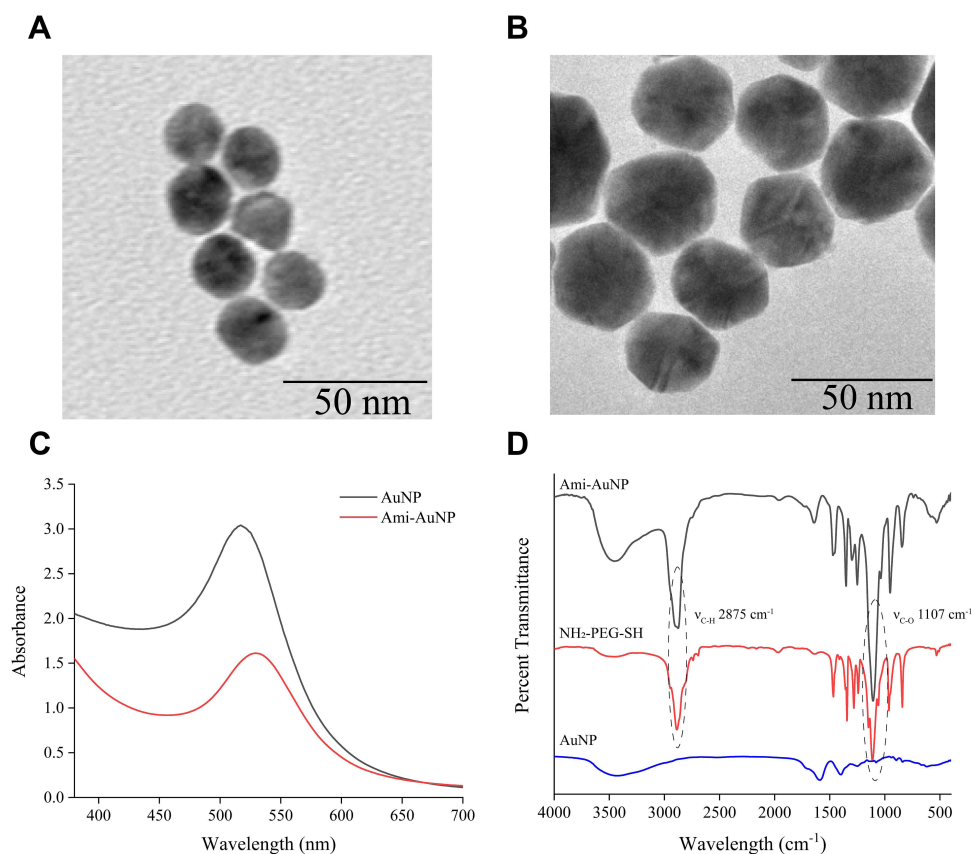 A
B
50 nm
50 nm
C
D
3.5
3.0
2.5
2.0
1.5
1.0
0.5
0.0
Absorbance
AuNP
Ami-AuNP
400
450
500
550
600
650
700
Wavelength (nm)
Percent Transmittance
Ami-AuNP
νC-H 2875 cm-1
νC-O 1107 cm-1
NH2-PEG-SH
AuNP
4000
3500
3000
2500
2000
1500
1000
500
Wavelength (cm-1)